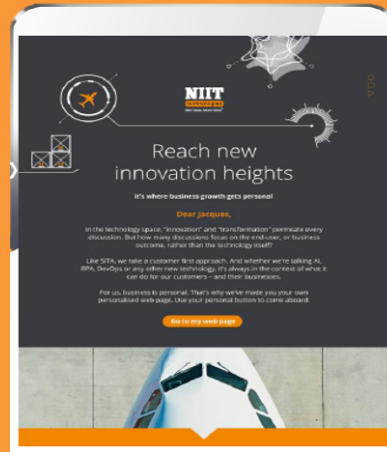 NIIT
Technologies
Reach new
innovation heights
It's where business growth gets personal
Dear Jacques,
In the technology space, "innovation" and "transformation" permeate every
discussion. But how many discussions focus on the end-user, or business
outcome, rather than the technology itself?
Like SITA, we take a customer first approach. And whether we're talking AI,
RPA, DevOps or any other new technology, it's always in the context of what it
can do for our customers – and their businesses.
For us, business is personal. That's why we've made you your own
personalised web page. Use your personal button to come aboard.
Go to my web page